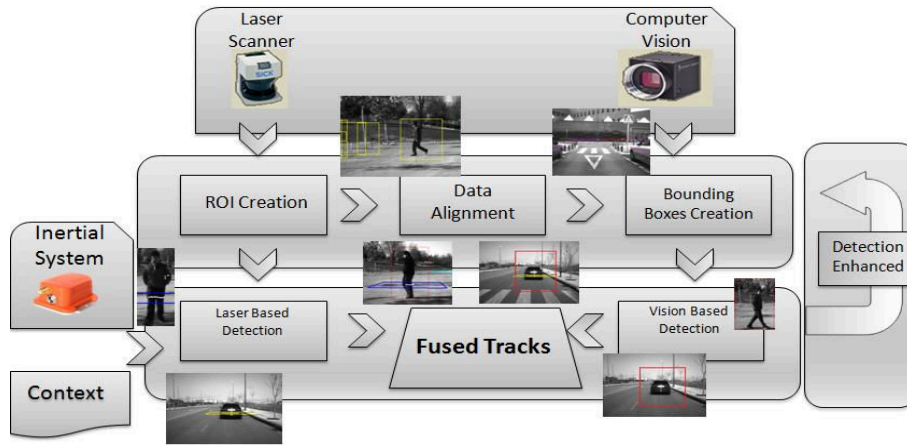 Laser
Scanner
Computer
Vision
SICK
ROI Creation
Data
Alignment
Bounding
Boxes Creation
Inertial
System
Detection
Enhanced
Laser Based
Detection
Fused Tracks
Vision Based
Detection
Context